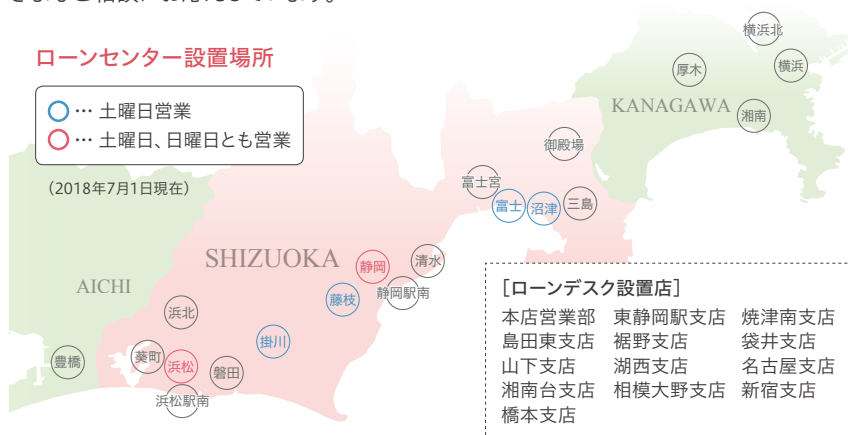 ローンセンター設置場所
○… 土曜日営業
○… 土曜日、日曜日とも営業
（2018年7月1日現在）
横浜北
厚木
横浜
KANAGAWA
湘南
御殿場
富士宮
富士
沼津
三島
SHIZUOKA
静岡
清水
AICHI
藤枝
静岡駅南
浜北
掛川
豊橋
葵町
浜松
磐田
浜松駅南
［ローンデスク設置店］
本店営業部 東静岡駅支店 焼津南支店
島田東支店 裾野支店 袋井支店
山下支店 湖西支店 名古屋支店
湘南台支店 相模大野支店 新宿支店
橋本支店